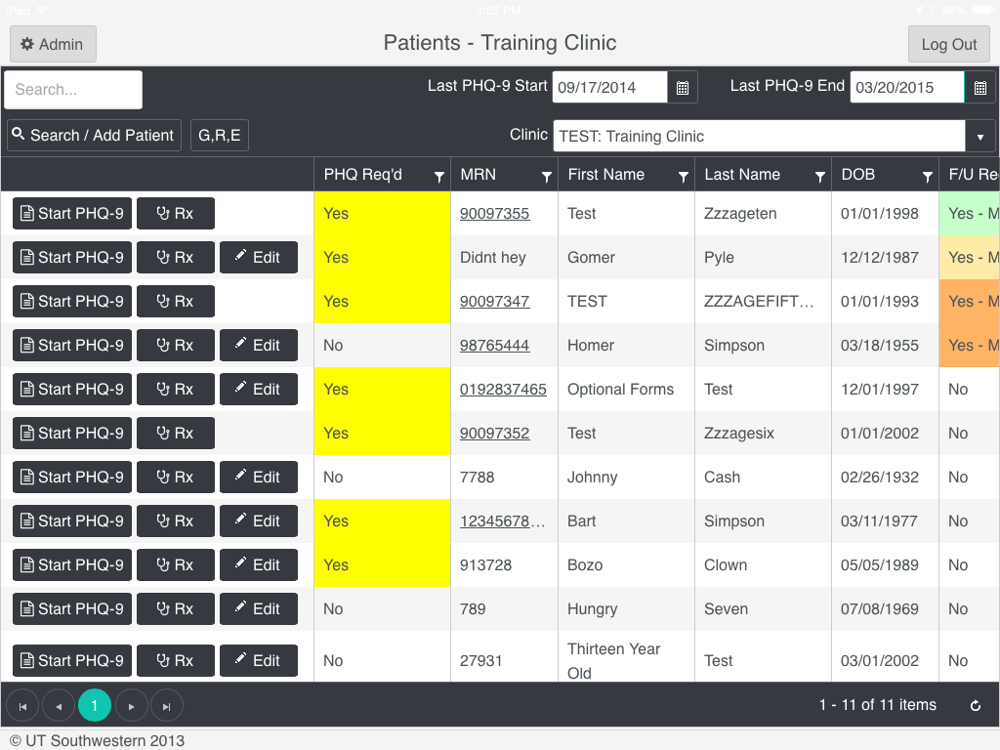 iPad 1:05 PM 98%
Admin Patients - Training Clinic Log Out
Search... Last PHQ-9 Start 09/17/2014 Last PHQ-9 End 03/20/2015
Search / Add Patient G,R,E Clinic TEST: Training Clinic
PHQ Req'd MRN First Name Last Name DOB F/U Re
Start PHQ-9 Rx Yes 90097355 Test Zzzageten 01/01/1998 Yes - M
Start PHQ-9 Rx Edit Yes Didnt hey Gomer Pyle 12/12/1987 Yes - M
Start PHQ-9 Rx Yes 90097347 TEST ZZZAGEFIFT... 01/01/1993 Yes - M
Start PHQ-9 Rx Edit No 98765444 Homer Simpson 03/18/1955 Yes - M
Start PHQ-9 Rx Edit Yes 0192837465 Optional Forms Test 12/01/1997 No
Start PHQ-9 Rx Yes 90097352 Test Zzzagesix 01/01/2002 No
Start PHQ-9 Rx Edit No 7788 Johnny Cash 02/26/1932 No
Start PHQ-9 Rx Edit Yes 12345678... Bart Simpson 03/11/1977 No
Start PHQ-9 Rx Edit Yes 913728 Bozo Clown 05/05/1989 No
Start PHQ-9 Rx Edit No 789 Hungry Seven 07/08/1969 No
Start PHQ-9 Rx Edit No 27931 Thirteen Year Old Test 03/01/2002 No
1 1 - 11 of 11 items
© UT Southwestern 2013